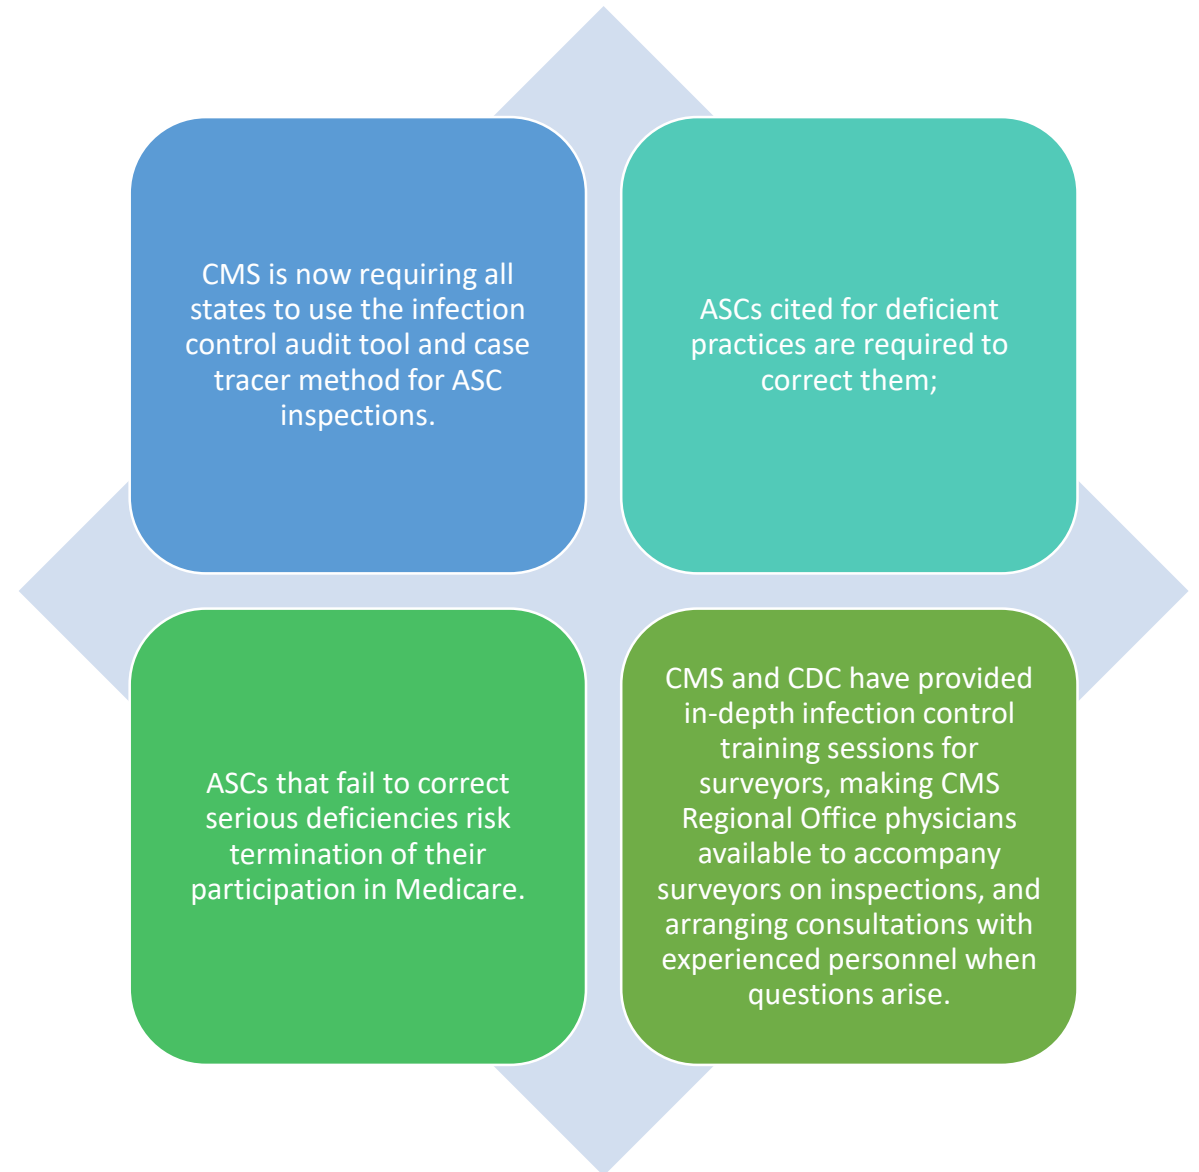 CMS is now requiring all
states to use the infection
control audit tool and case
tracer method for ASC
inspections.
ASCs cited for deficient
practices are required to
correct them;
ASCs that fail to correct
serious deficiencies risk
termination of their
participation in Medicare.
CMS and CDC have provided
in-depth infection control
training sessions for
surveyors, making CMS
Regional Office physicians
available to accompany
surveyors on inspections, and
arranging consultations with
experienced personnel when
questions arise.